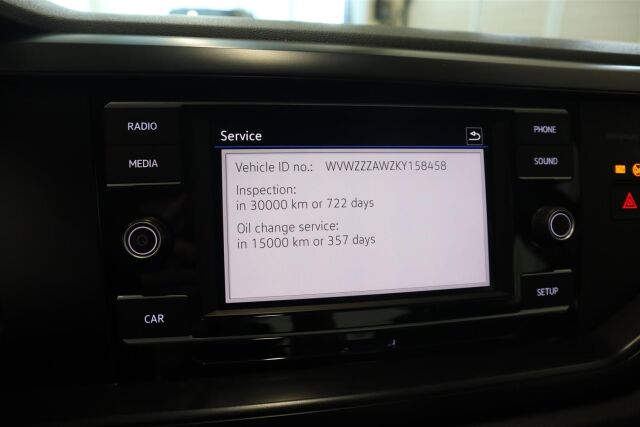 RADIO
MEDIA
CAR
Service
Vehicle ID no.: WVWZZZAWZKY158458
Inspection:
in 30000 km or 722 days
Oil change service:
in 15000 km or 357 days
PHONE
SOUND
SETUP